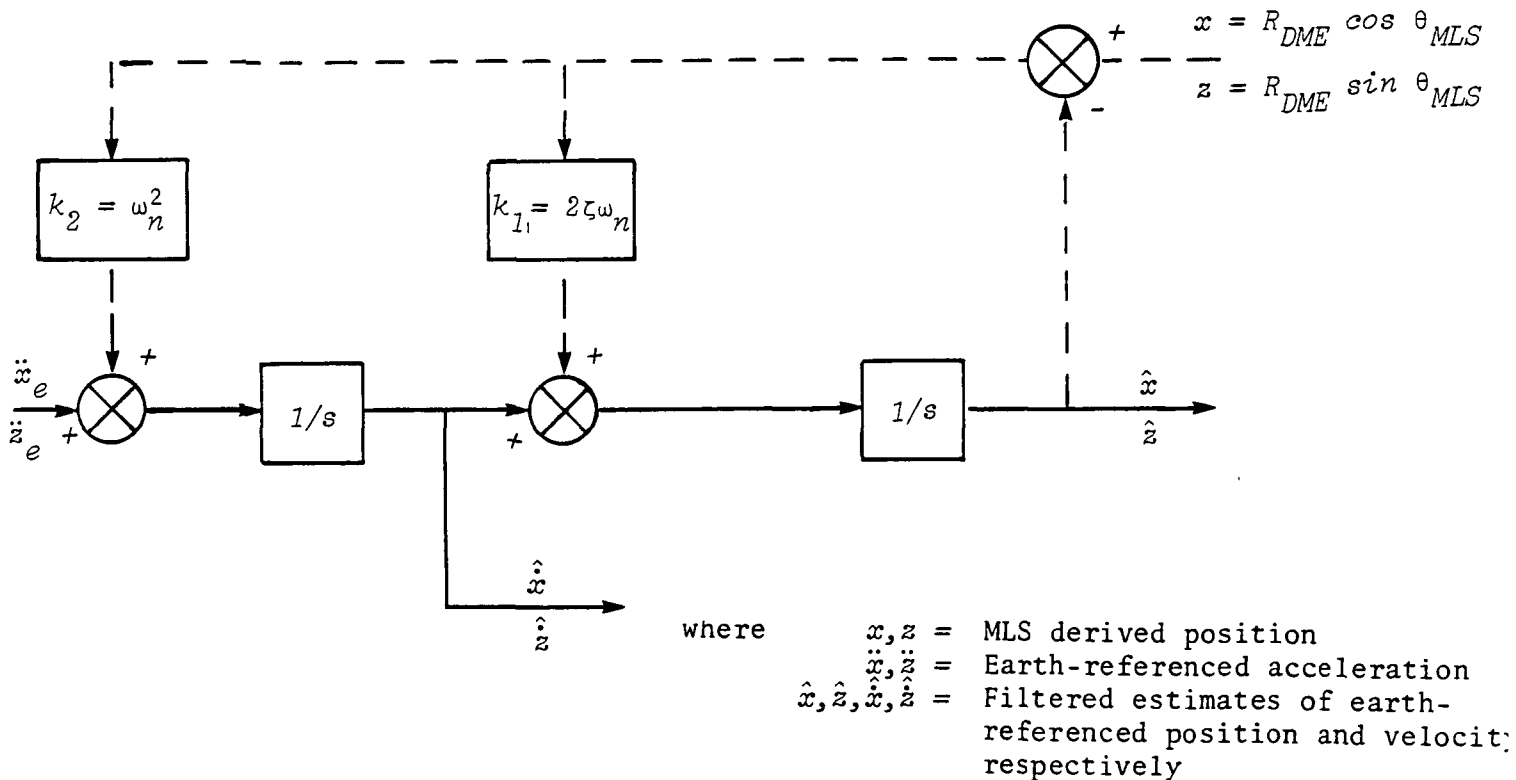 +
x = R_DME cos θ_MLS
z = R_DME sin θ_MLS
-
k_2 = ω_n^2
k_1 = 2ζω_n
ẍ_e
z̈_e
+
+
1/s
+
+
1/s
x̂
ẑ
ẋ̂
ż̂
where
x,z = MLS derived position
ẍ,z̈ = Earth-referenced acceleration
x̂,ẑ,ẋ̂,ż̂ = Filtered estimates of earth-
referenced position and velocit
respectively